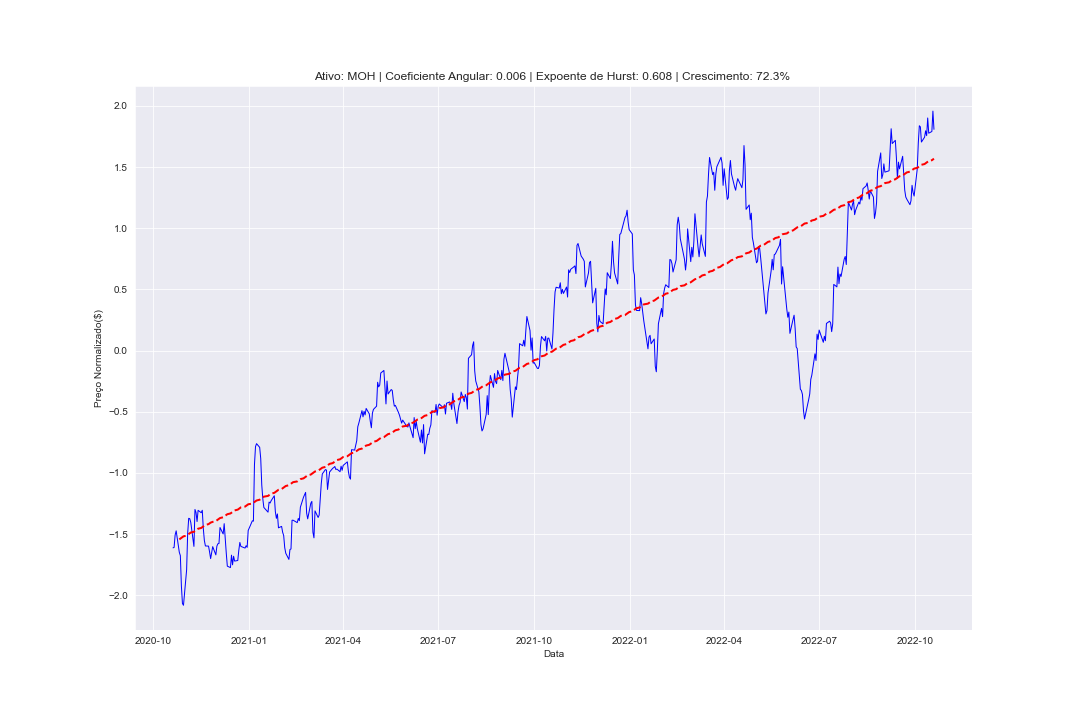 Ativo: MOH | Coeficiente Angular: 0.006 | Expoente de Hurst: 0.608 | Crescimento: 72.3%
2.0
1.5
1.0
0.5
0.0
−0.5
−1.0
−1.5
−2.0
Preço Normalizado($)
2020-10 2021-01 2021-04 2021-07 2021-10 2022-01 2022-04 2022-07 2022-10
Data